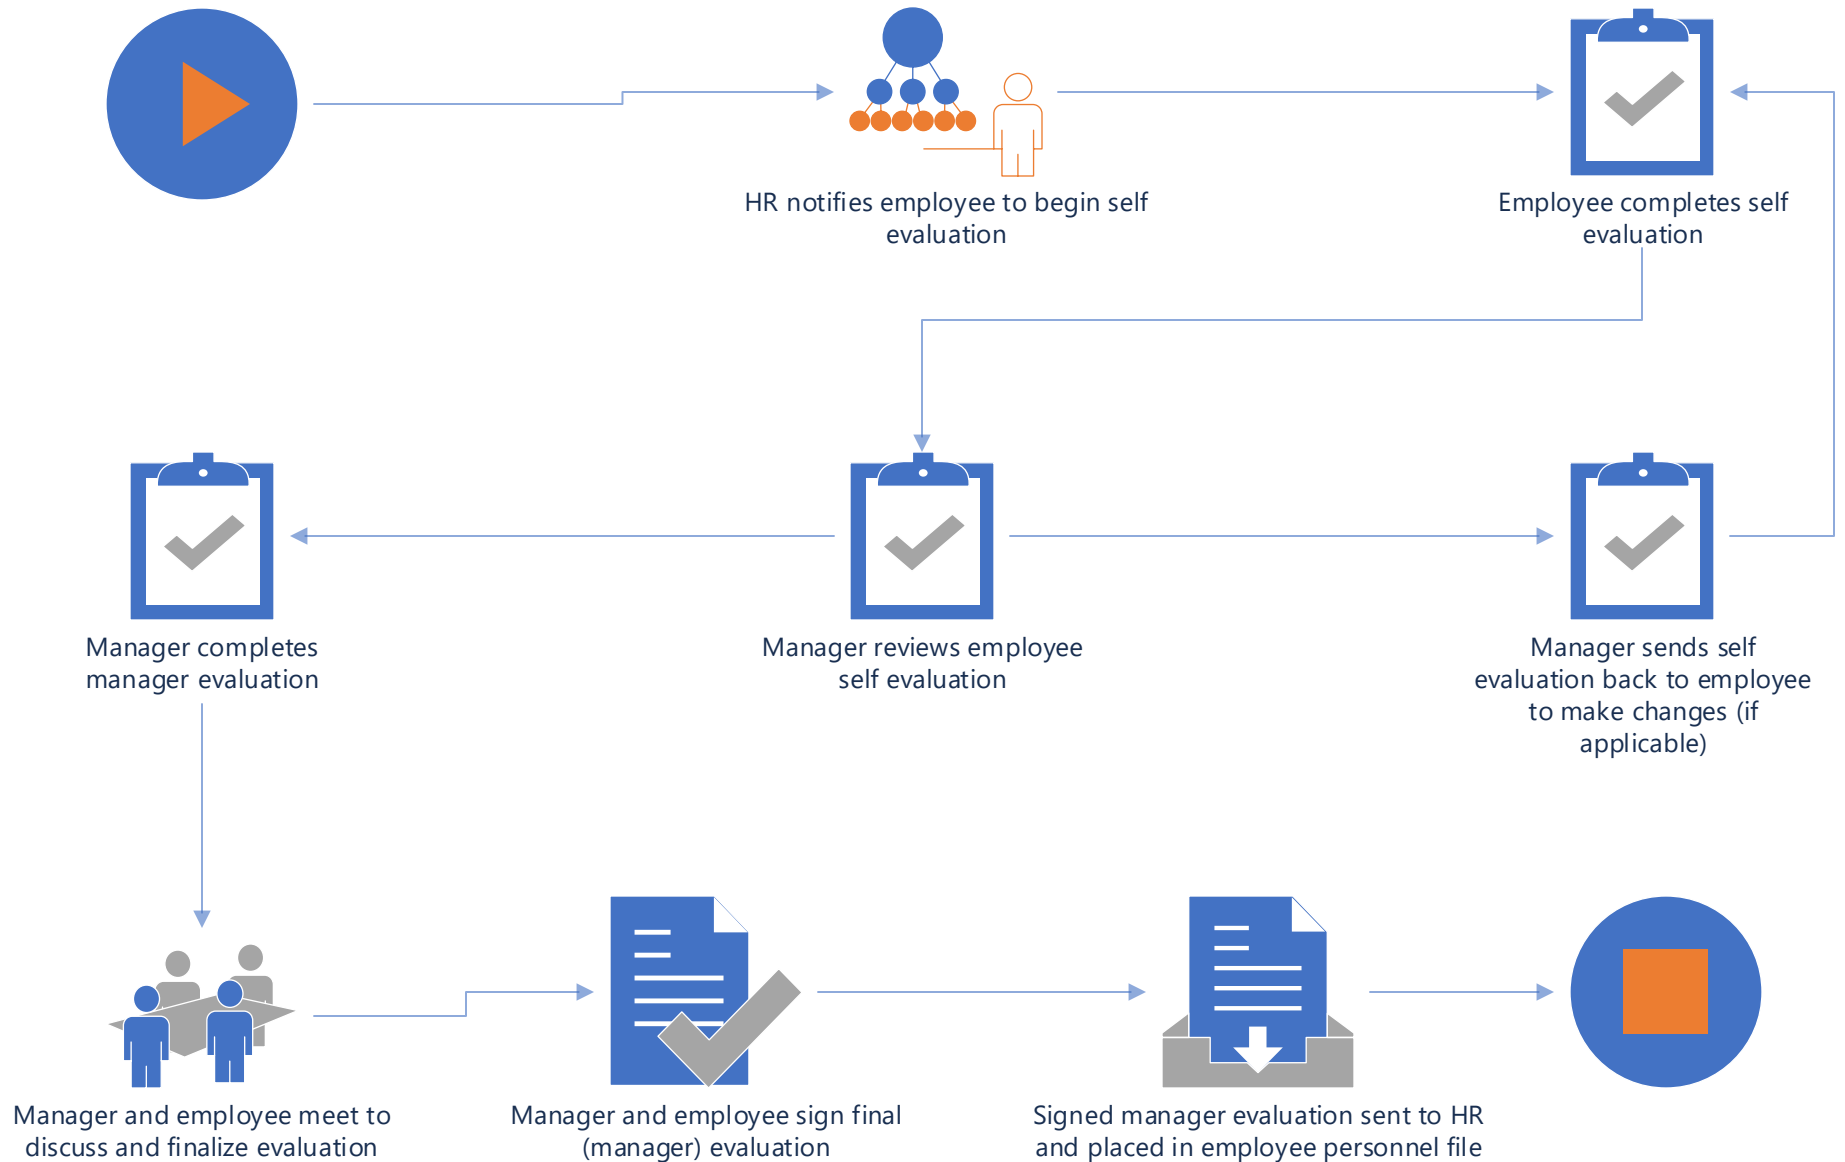 HR notifies employee to begin self
evaluation
Employee completes self
evaluation
Manager completes
manager evaluation
Manager reviews employee
self evaluation
Manager sends self
evaluation back to employee
to make changes (if
applicable)
Manager and employee meet to
discuss and finalize evaluation
Manager and employee sign final
(manager) evaluation
Signed manager evaluation sent to HR
and placed in employee personnel file